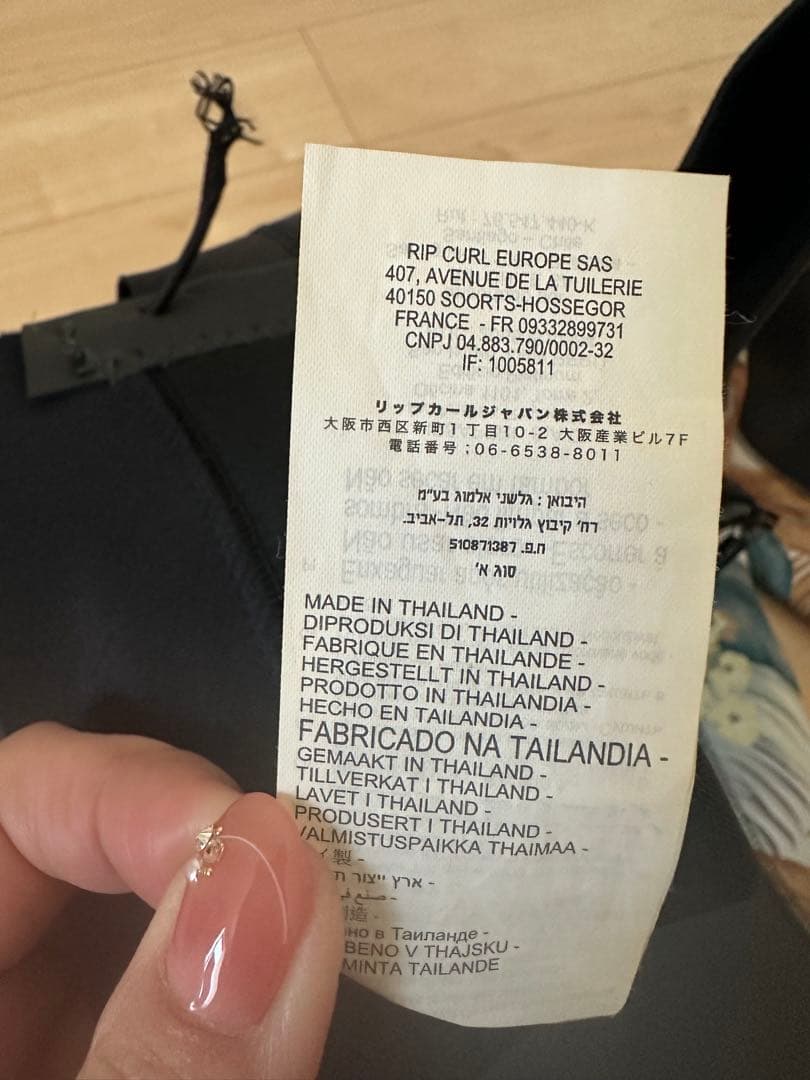 RIP CURL EUROPE SAS
407, AVENUE DE LA TUILERIE
40150 SOORTS-HOSSEGOR
FRANCE - FR 09332899731
CNPJ 04.883.790/0002-32
IF: 1005811
リップカールジャパン株式会社
大阪市西区新町1丁目10-2 大阪産業ビル7F
電話番号;06-6538-8011
היבואן : גלשני אלמוג בע"מ
רח' קיבוץ גלויות 32, תל-אביב.
ח.פ. 510871387
סוג א'
MADE IN THAILAND -
DIPRODUKSI DI THAILAND -
FABRIQUE EN THAILANDE -
HERGESTELLT IN THAILAND -
PRODOTTO IN THAILANDIA -
HECHO EN TAILANDIA -
FABRICADO NA TAILANDIA -
GEMAAKT IN THAILAND -
TILLVERKAT I THAILAND -
LAVET I THAILAND -
PRODUSERT I THAILAND -
VALMISTUSPAIKKA THAIMAA -
イ製 -
ארץ ייצור -
صنع في -
造 -
но в Таиланде -
BENO V THAJSKU -
MINTA TAILANDE